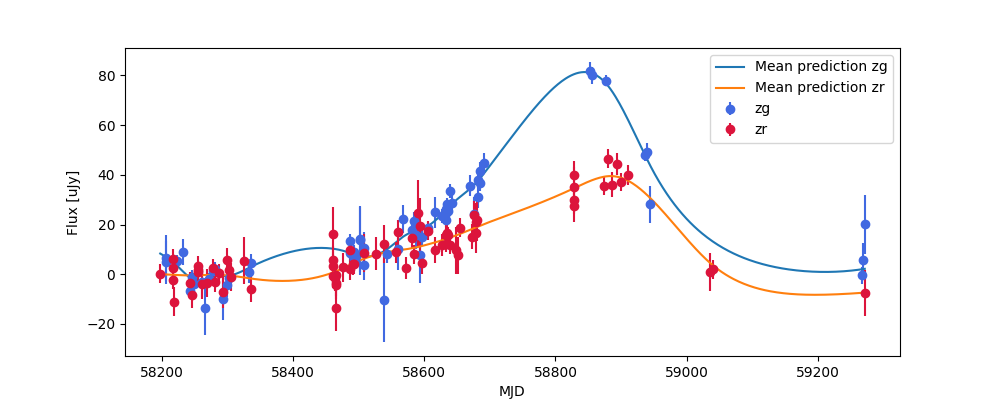 Flux [uJy]
80
60
40
20
0
−20
58200 58400 58600 58800 59000 59200
MJD
Mean prediction zg
Mean prediction zr
zg
zr